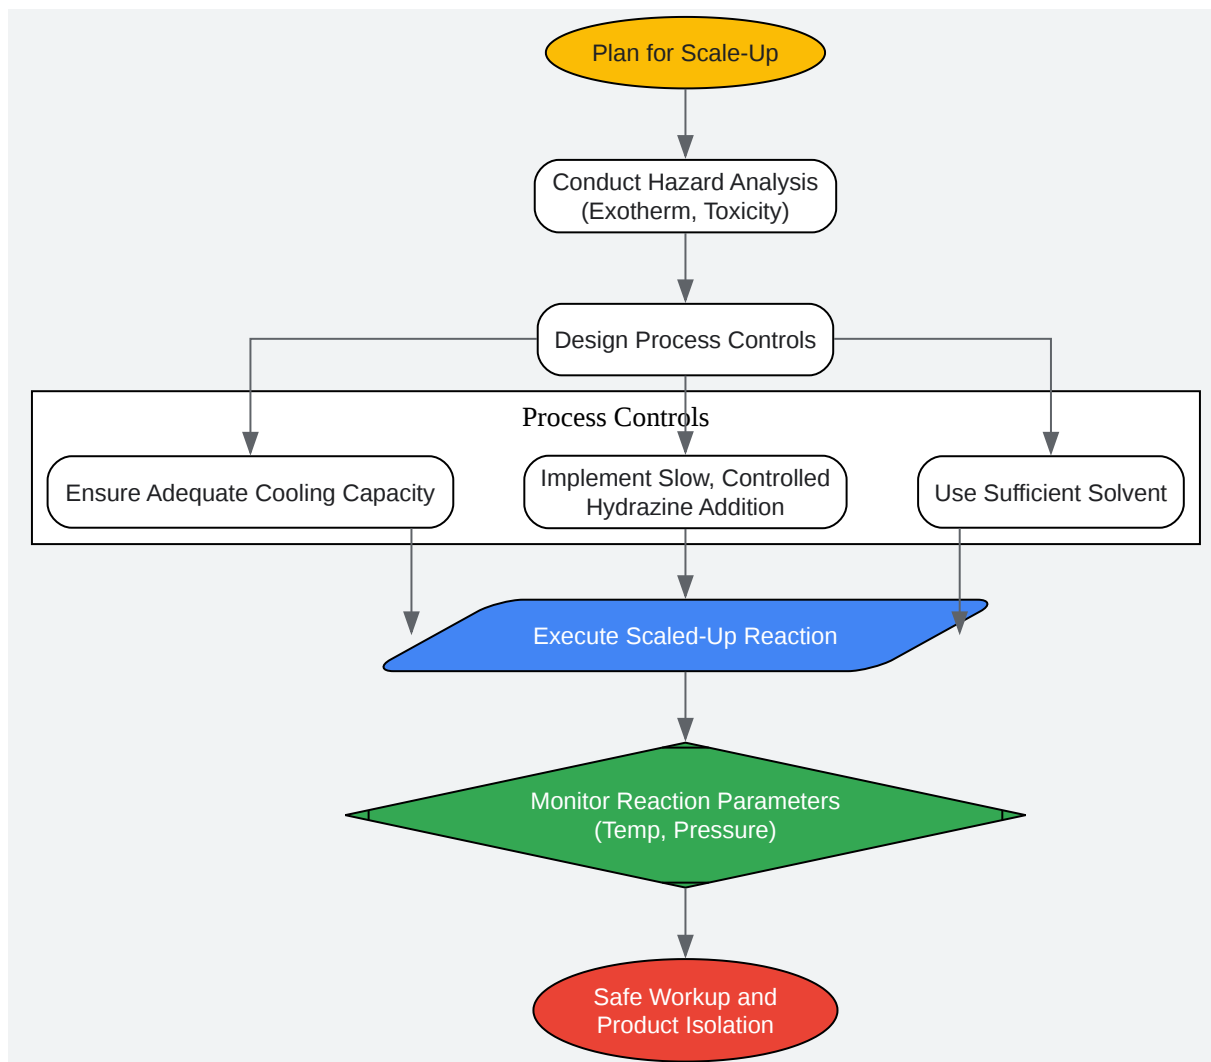 Plan for Scale-Up
Conduct Hazard Analysis
(Exotherm, Toxicity)
Design Process Controls
Process Controls
Ensure Adequate Cooling Capacity
Implement Slow, Controlled
Hydrazine Addition
Use Sufficient Solvent
Execute Scaled-Up Reaction
Monitor Reaction Parameters
(Temp, Pressure)
Safe Workup and
Product Isolation